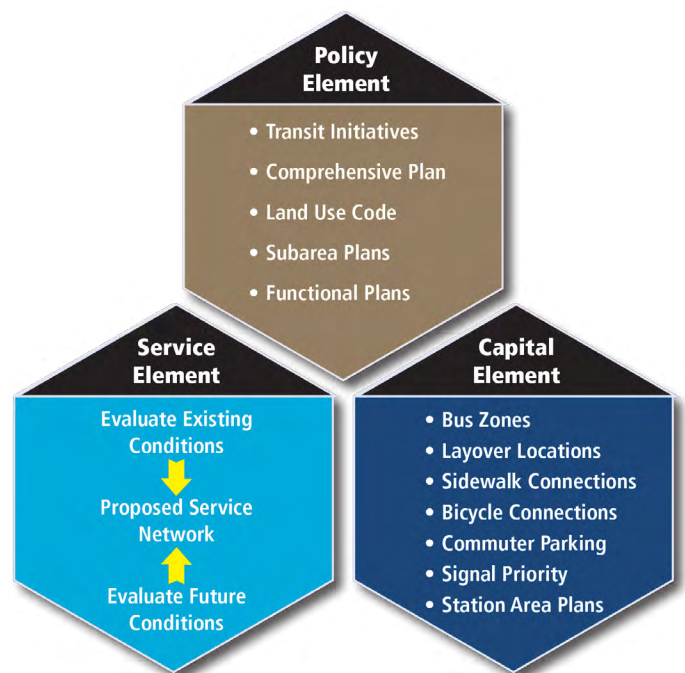 Policy
Element
• Transit Initiatives
• Comprehensive Plan
• Land Use Code
• Subarea Plans
• Functional Plans
Service
Element
Evaluate Existing
Conditions
Proposed Service
Network
Evaluate Future
Conditions
Capital
Element
• Bus Zones
• Layover Locations
• Sidewalk Connections
• Bicycle Connections
• Commuter Parking
• Signal Priority
• Station Area Plans